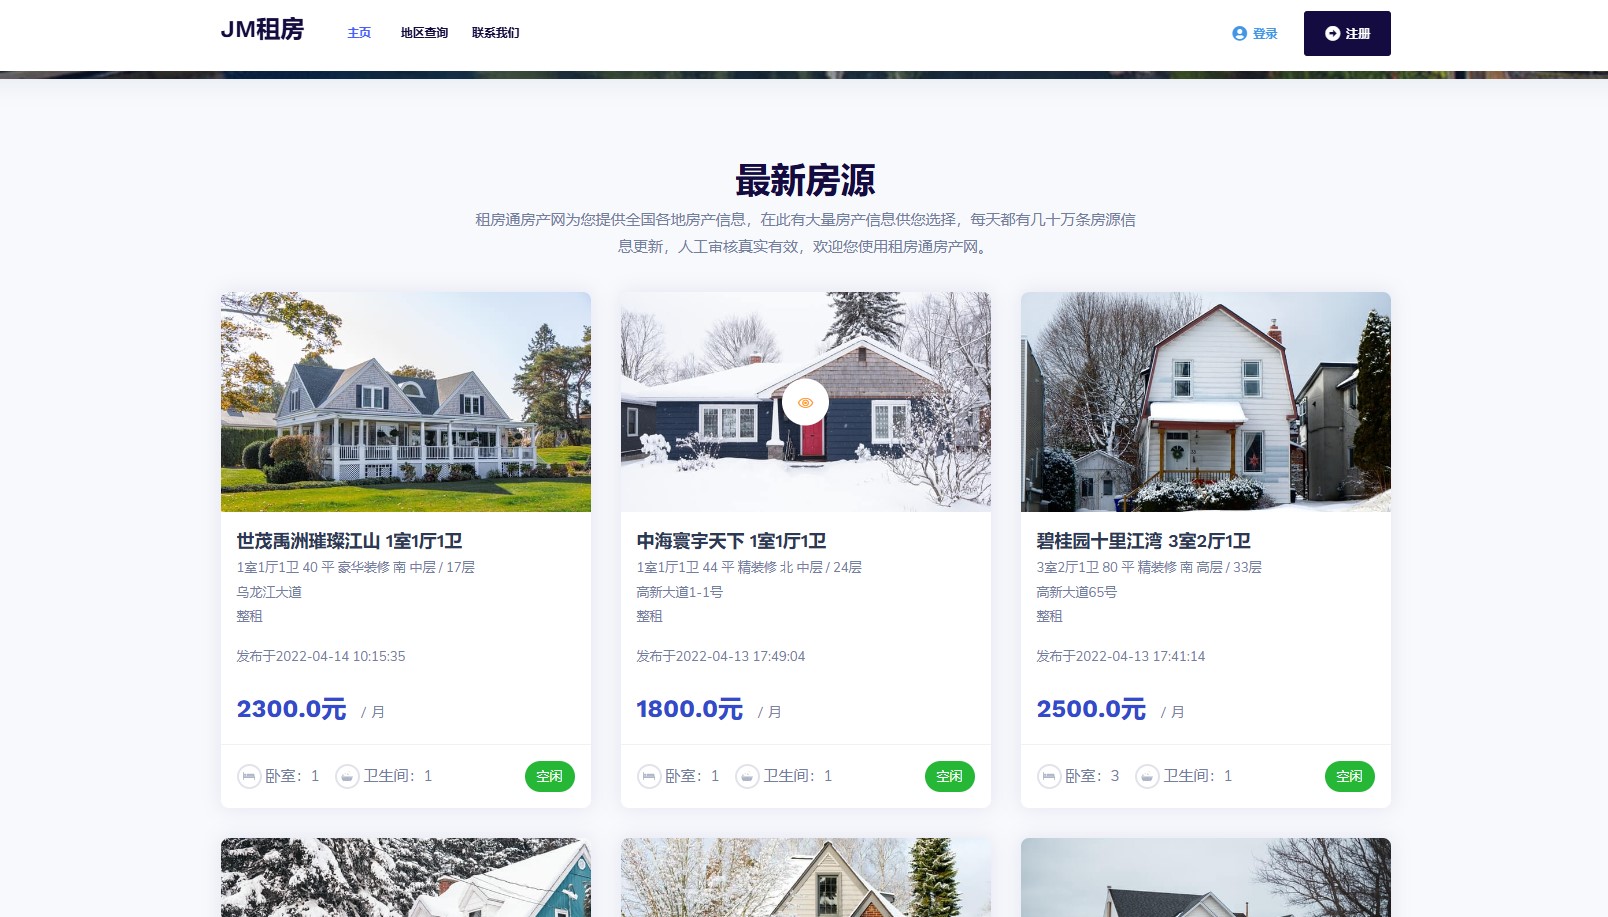 JM租房 主页 地区查询 联系我们 登录 注册
最新房源
租房通房产网为您提供全国各地房产信息，在此有大量房产信息供您选择，每天都有几十万条房源信
息更新，人工审核真实有效，欢迎您使用租房通房产网。
世茂禹洲璀璨江山 1室1厅1卫
1室1厅1卫 40 平 豪华装修 南 中层 / 17层
乌龙江大道
整租
发布于2022-04-14 10:15:35
2300.0元 / 月
卧室：1 卫生间：1 空闲
中海寰宇天下 1室1厅1卫
1室1厅1卫 44 平 精装修 北 中层 / 24层
高新大道1-1号
整租
发布于2022-04-13 17:49:04
1800.0元 / 月
卧室：1 卫生间：1 空闲
碧桂园十里江湾 3室2厅1卫
3室2厅1卫 80 平 精装修 南 高层 / 33层
高新大道65号
整租
发布于2022-04-13 17:41:14
2500.0元 / 月
卧室：3 卫生间：1 空闲